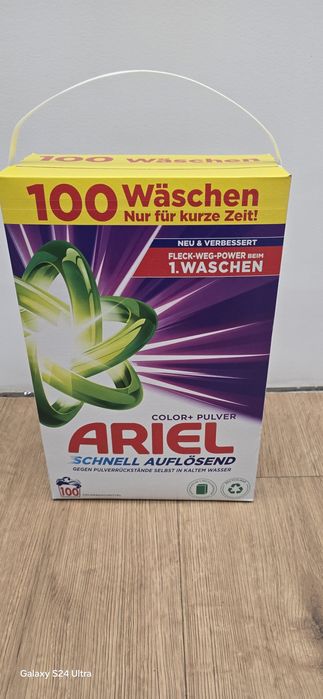 100 Wäschen
100 Wäschen
Nur für kurze Zeit!
NEU & VERBESSERT
FLECK-WEG-POWER BEIM
1. WASCHEN
COLOR+ PULVER
ARIEL
SCHNELL AUFLÖSEND
GEGEN PULVERRÜCKSTÄNDE SELBST IN KALTEM WASSER
100
Galaxy S24 Ultra